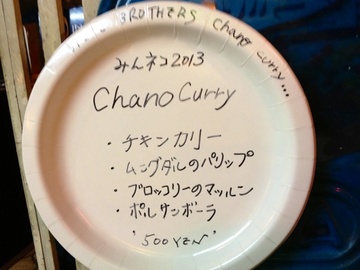 BROTHERS Chano Curry...
みんネコ2013
Chano Curry
・チキンカリー
・ムングダルのパリップ
・ブロッコリーのマッルン
・ポルサンボーラ
'500YEN'